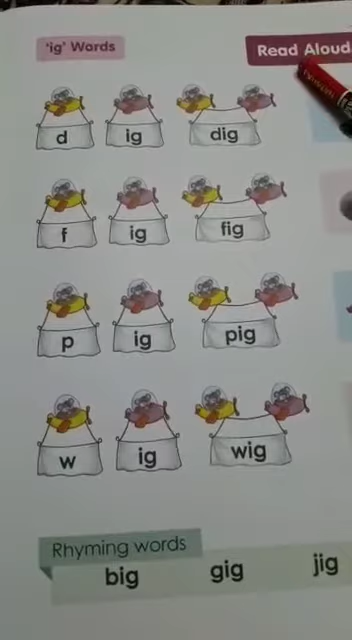 'ig' Words
Read Aloud
d ig dig
f ig fig
p ig pig
w ig wig
Rhyming words
big gig jig